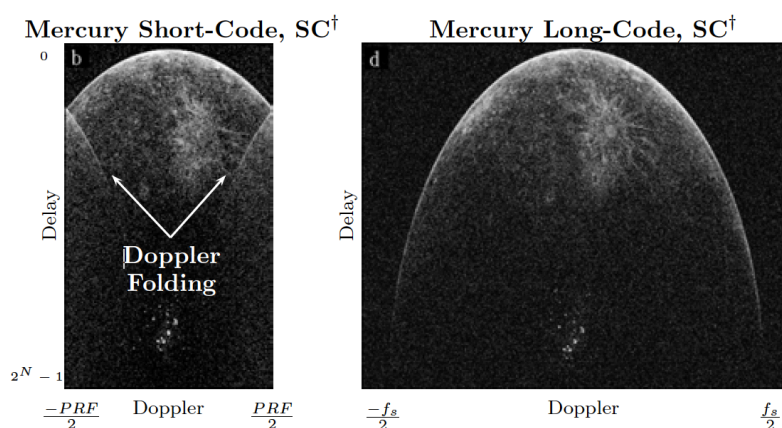 Mercury Short-Code, SC†
Mercury Long-Code, SC†
0
b
Delay
Doppler
Folding
2^N − 1
−PRF/2
Doppler
PRF/2
d
Delay
−f_s/2
Doppler
f_s/2